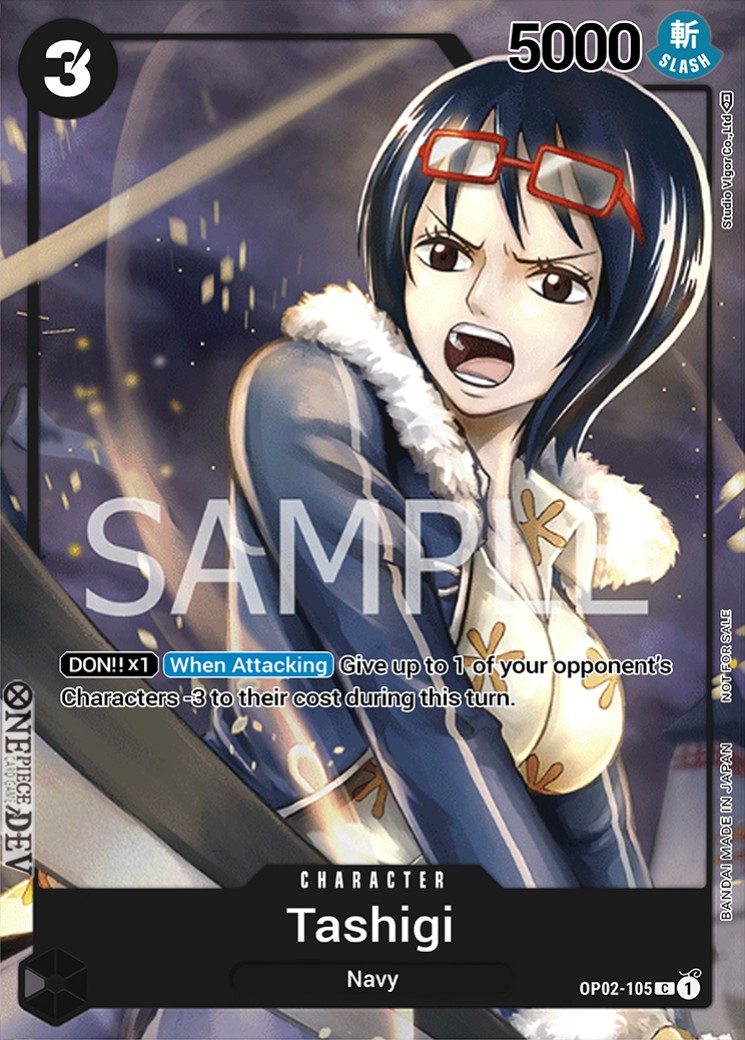 3
5000
斬
SLASH
Studio Vigor Co.,Ltd
SAMPLE
DON!! x1 When Attacking Give up to 1 of your opponent's
Characters -3 to their cost during this turn.
NOT FOR SALE
BANDAI MADE IN JAPAN
ONE PIECE
CARD GAME
DEV
CHARACTER
Tashigi
Navy
OP02-105 C 1